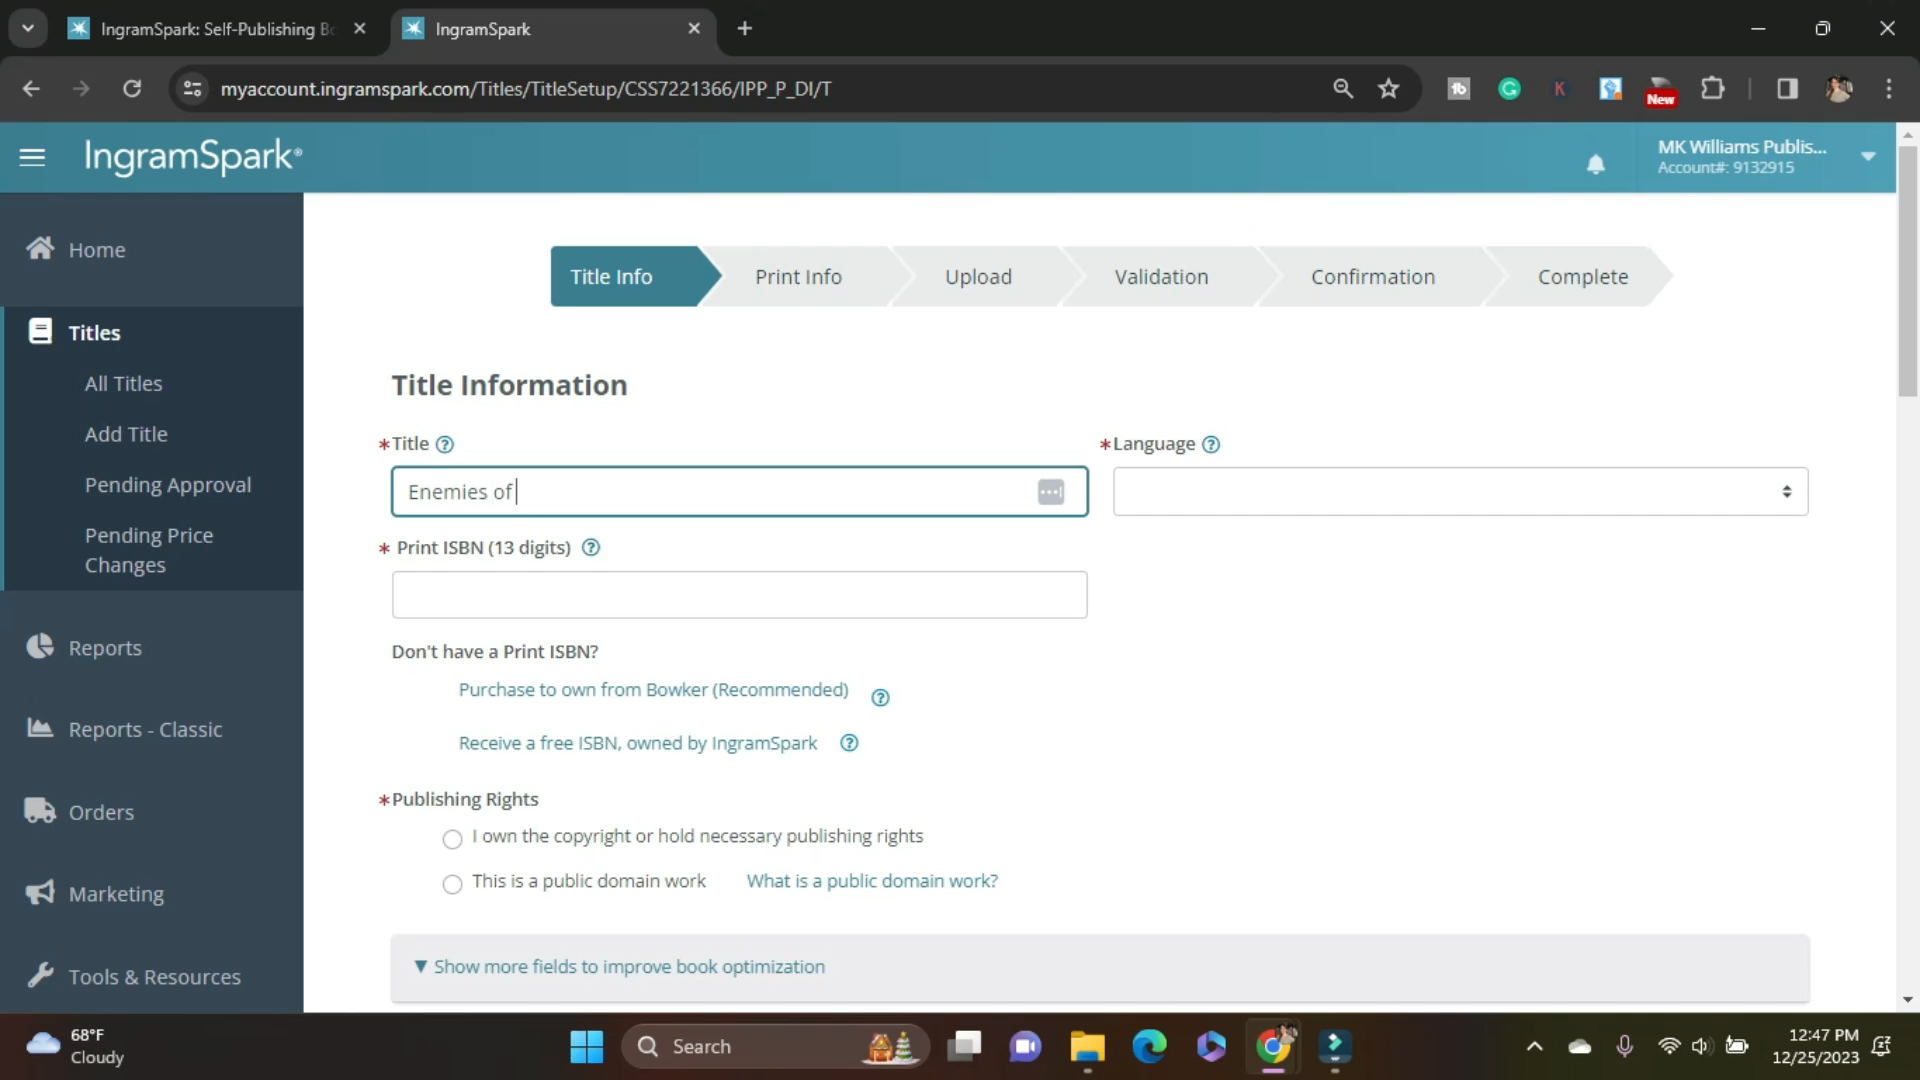 IngramSpark: Self-Publishing Bo
IngramSpark
myaccount.ingramspark.com/Titles/TitleSetup/CSS7221366/IPP_P_DI/T
tb
G
K
New
IngramSpark®
MK Williams Publis...
Account#: 9132915
Home
Titles
All Titles
Add Title
Pending Approval
Pending Price
Changes
Reports
Reports - Classic
Orders
Marketing
Tools & Resources
Title Info
Print Info
Upload
Validation
Confirmation
Complete
Title Information
*Title ?
*Language ?
Enemies of
* Print ISBN (13 digits) ?
Don't have a Print ISBN?
Purchase to own from Bowker (Recommended) ?
Receive a free ISBN, owned by IngramSpark ?
*Publishing Rights
I own the copyright or hold necessary publishing rights
This is a public domain work What is a public domain work?
▼ Show more fields to improve book optimization
68°F
Cloudy
Search
12:47 PM
12/25/2023